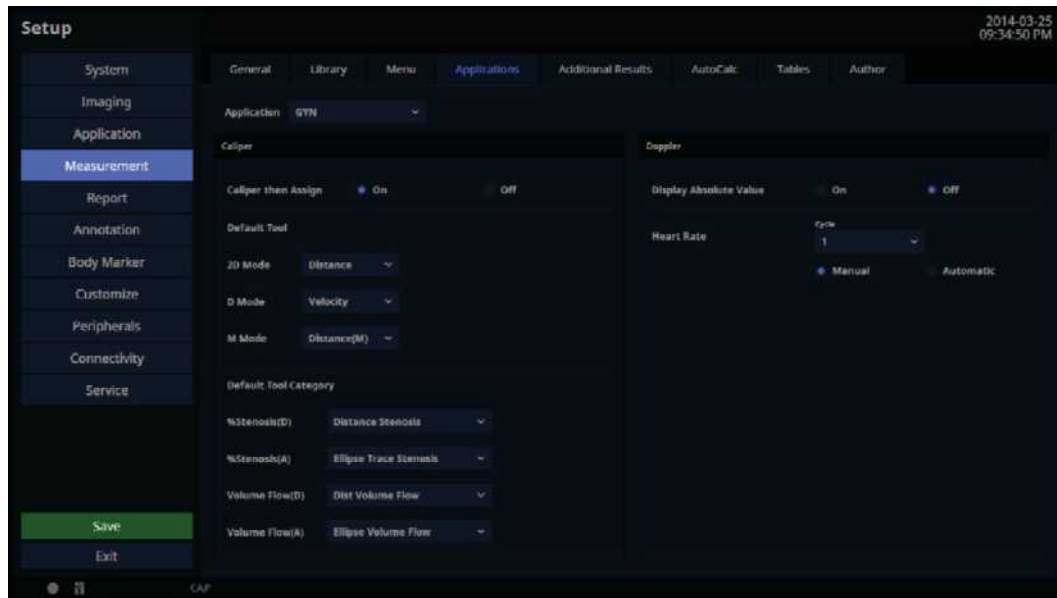 Setup
2014-03-25
09:34:50 PM
System
Imaging
Application
Measurement
Report
Annotation
Body Marker
Customize
Peripherals
Connectivity
Service
Save
Exit
General Library Menu Applications Additional Results AutoCalc Tables Author
Application GYN
Caliper
Caliper then Assign On Off
Default Tool
2D Mode Distance
D Mode Velocity
M Mode Distance(M)
Default Tool Category
%Stenosis(D) Distance Stenosis
%Stenosis(A) Ellipse Trace Stenosis
Volume Flow(D) Dist Volume Flow
Volume Flow(A) Ellipse Volume Flow
Doppler
Display Absolute Value On Off
Cycle
Heart Rate 1
Manual Automatic
CAP